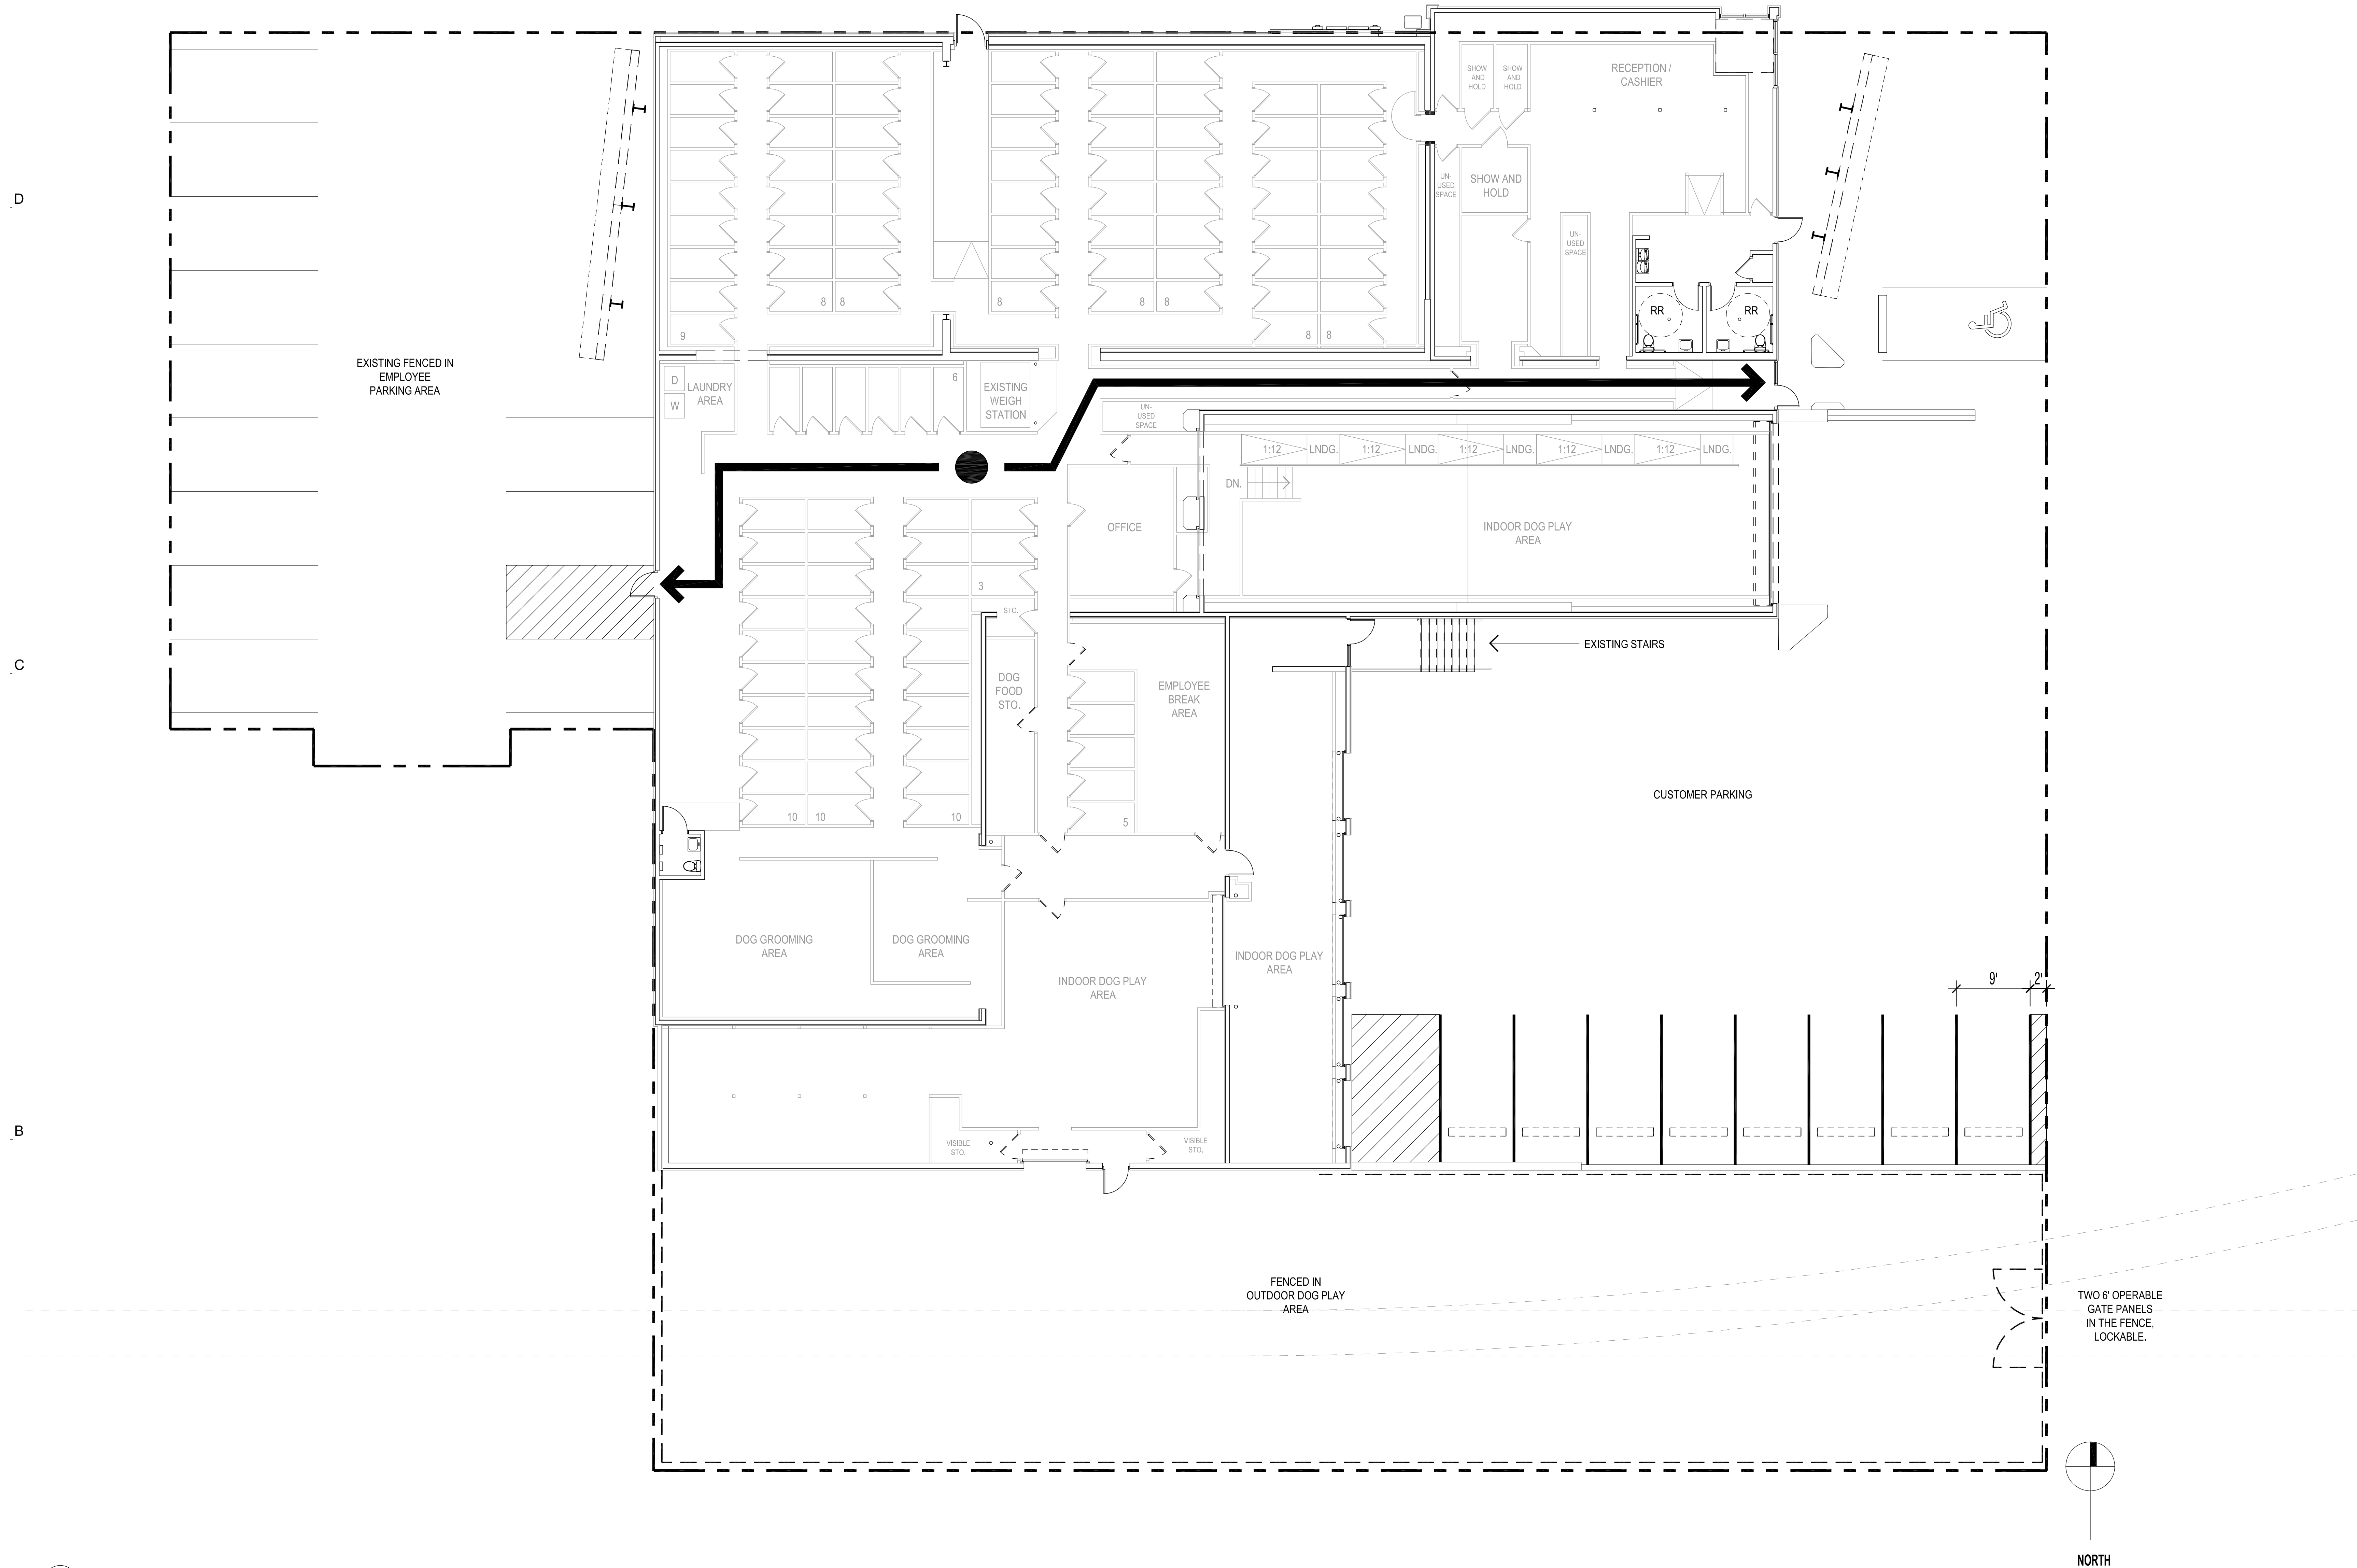 SHOW
AND
HOLD
SHOW
AND
HOLD
RECEPTION /
CASHIER
D
UN-
USED
SPACE
SHOW AND
HOLD
UN-
USED
SPACE
8
8
8
8
8
RR
RR
9
8
8
EXISTING FENCED IN
EMPLOYEE
PARKING AREA
D
W
LAUNDRY
AREA
6
EXISTING
WEIGH
STATION
UN-
USED
SPACE
1:12
LNDG.
1:12
LNDG.
1:12
LNDG.
1:12
LNDG.
1:12
LNDG.
DN.
OFFICE
INDOOR DOG PLAY
AREA
3
STO.
EXISTING STAIRS
C
DOG
FOOD
STO.
EMPLOYEE
BREAK
AREA
CUSTOMER PARKING
10
10
10
5
DOG GROOMING
AREA
DOG GROOMING
AREA
INDOOR DOG PLAY
AREA
INDOOR DOG PLAY
AREA
9'
2'
B
VISIBLE
STO.
VISIBLE
STO.
FENCED IN
OUTDOOR DOG PLAY
AREA
TWO 6' OPERABLE
GATE PANELS
IN THE FENCE,
LOCKABLE.
NORTH